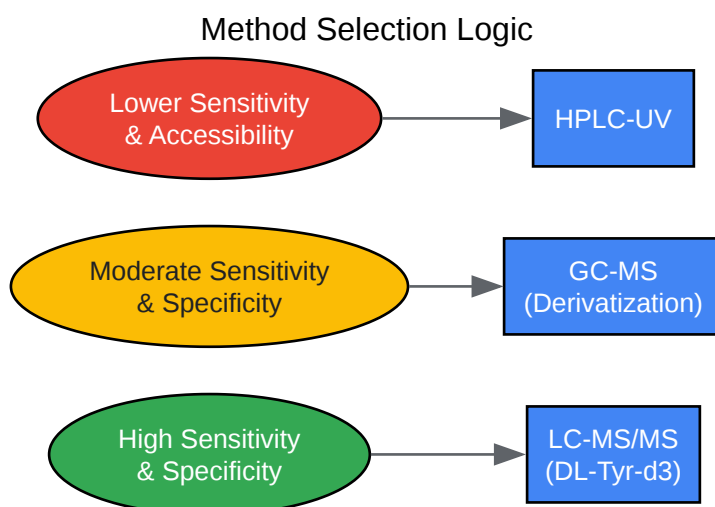 Method Selection Logic
Lower Sensitivity
& Accessibility
HPLC-UV
Moderate Sensitivity
& Specificity
GC-MS
(Derivatization)
High Sensitivity
& Specificity
LC-MS/MS
(DL-Tyr-d3)